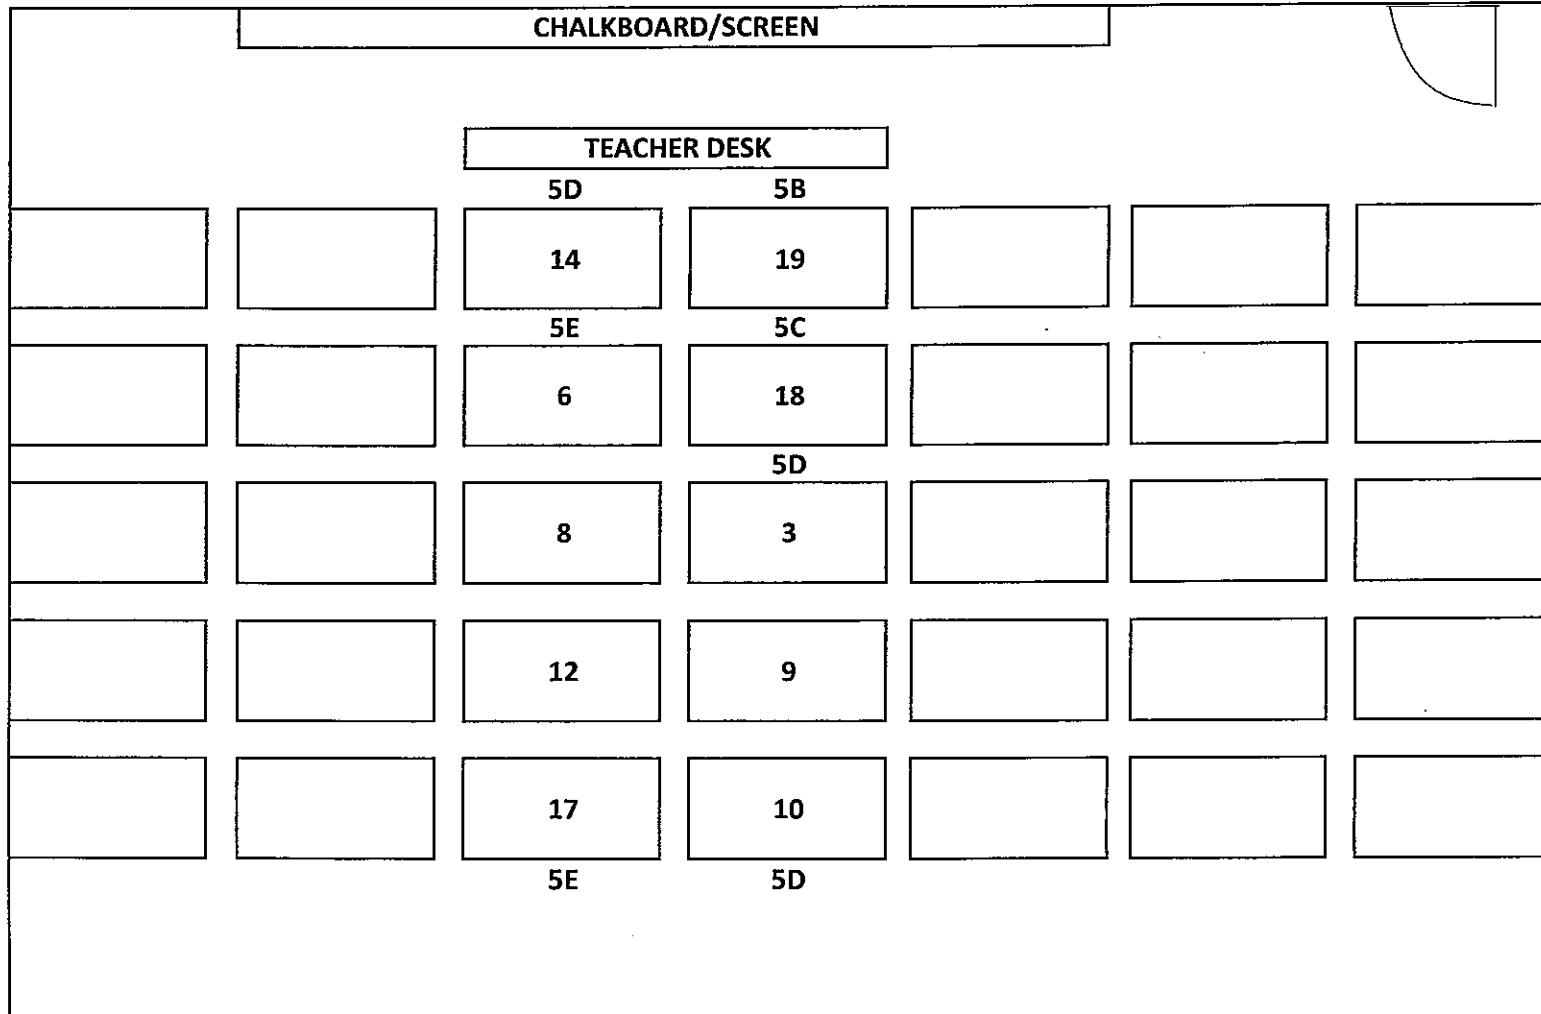 CHALKBOARD/SCREEN
TEACHER DESK
5D 5B
14 19
5E 5C
6 18
5D
8 3
12 9
17 10
5E 5D